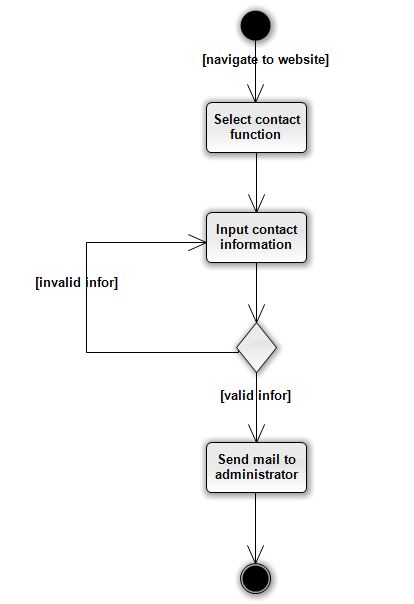 [navigate to website]
Select contact
function
Input contact
information
[invalid infor]
[valid infor]
Send mail to
administrator